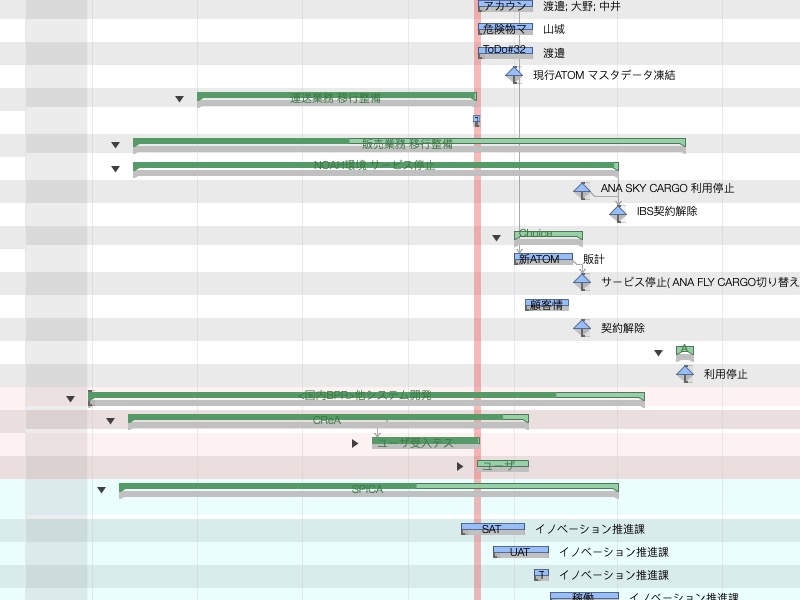 アカウン 渡邉; 大野; 中井
危険物マ 山城
ToDo#32 渡邉
現行ATOM マスタデータ凍結
運送業務 移行整備
販売業務 移行整備
NOAH環境 サービス停止
ANA SKY CARGO 利用停止
IBS契約解除
Choice
新ATOM 販計
サービス停止( ANA FLY CARGO切り替え
顧客情
契約解除
A
利用停止
<国内BPR>他システム開発
CReA
ユーザ受入テス
ユーザ
SPICA
SAT イノベーション推進課
UAT イノベーション推進課
T イノベーション推進課
稼働 イノベーション推進課